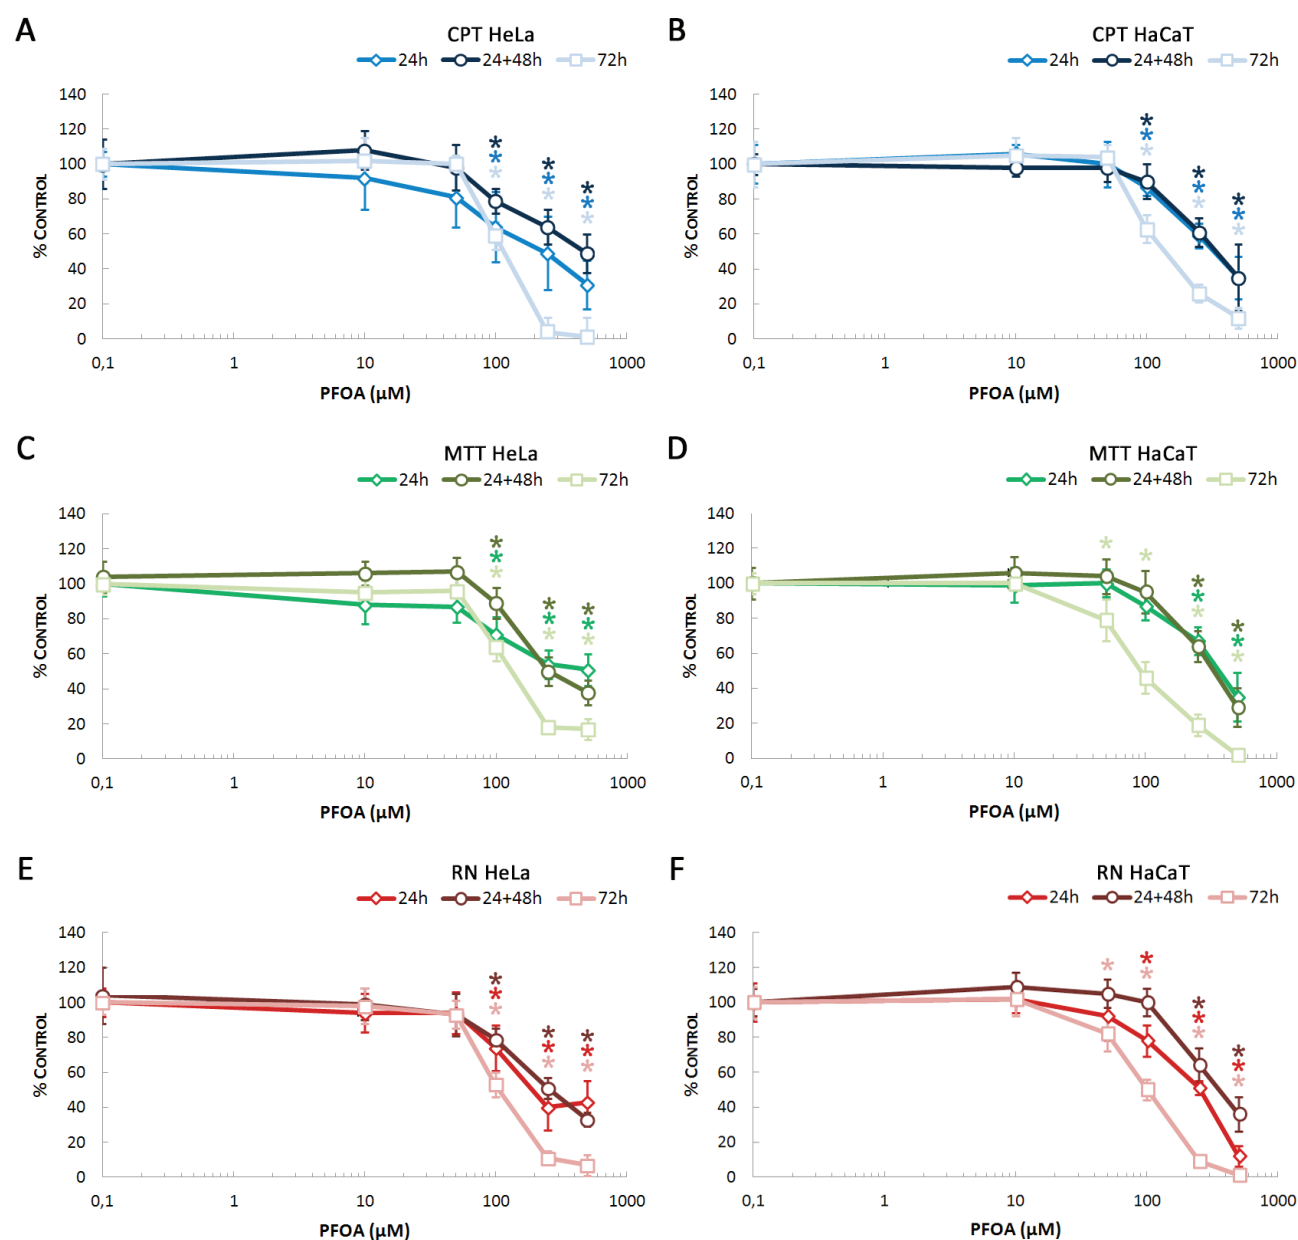 A
CPT HeLa
24h 24+48h 72h
140
120
100
80
60
40
20
0
% CONTROL
* * *
* * *
* * *
0,1 1 10 100 1000
PFOA (µM)
B
CPT HaCaT
24h 24+48h 72h
140
120
100
80
60
40
20
0
% CONTROL
* * *
* * *
* * *
0,1 1 10 100 1000
PFOA (µM)
C
MTT HeLa
24h 24+48h 72h
140
120
100
80
60
40
20
0
% CONTROL
* * *
* * *
* * *
0,1 1 10 100 1000
PFOA (µM)
D
MTT HaCaT
24h 24+48h 72h
140
120
100
80
60
40
20
0
% CONTROL
*
*
* * *
* * *
0,1 1 10 100 1000
PFOA (µM)
E
RN HeLa
24h 24+48h 72h
140
120
100
80
60
40
20
0
% CONTROL
* * *
* * *
* * *
0,1 1 10 100 1000
PFOA (µM)
F
RN HaCaT
24h 24+48h 72h
140
120
100
80
60
40
20
0
% CONTROL
*
* *
* * *
* * *
0,1 1 10 100 1000
PFOA (µM)